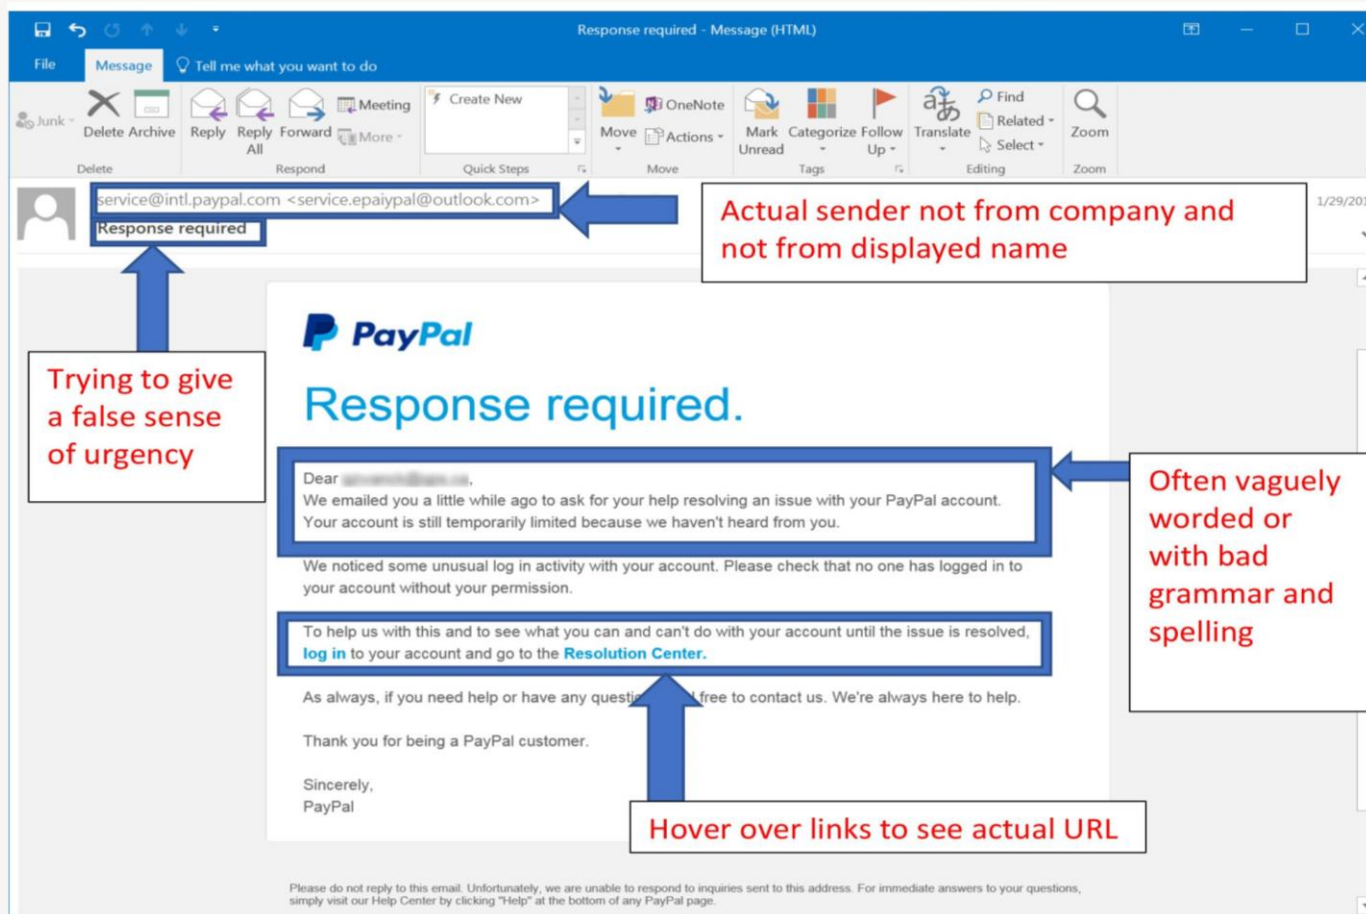 Response required - Message (HTML)
File Message Tell me what you want to do
Junk
Delete Archive
Reply Reply All Forward
Meeting
More
Create New
Move
OneNote
Actions
Mark Unread Categorize Follow Up
Translate
Find
Related
Select
Zoom
Delete Respond Quick Steps Move Tags Editing Zoom
service@intl.paypal.com <service.epaiypal@outlook.com>
Response required
1/29/201
Actual sender not from company and
not from displayed name
Trying to give
a false sense
of urgency
PayPal
Response required.
Dear
We emailed you a little while ago to ask for your help resolving an issue with your PayPal account.
Your account is still temporarily limited because we haven't heard from you.
Often vaguely
worded or
with bad
grammar and
spelling
We noticed some unusual log in activity with your account. Please check that no one has logged in to
your account without your permission.
To help us with this and to see what you can and can't do with your account until the issue is resolved,
log in to your account and go to the Resolution Center.
As always, if you need help or have any free to contact us. We're always here to help.
Thank you for being a PayPal customer.
Sincerely,
PayPal
Hover over links to see actual URL
Please do not reply to this email. Unfortunately, we are unable to respond to inquiries sent to this address. For immediate answers to your questions,
simply visit our Help Center by clicking "Help" at the bottom of any PayPal page.